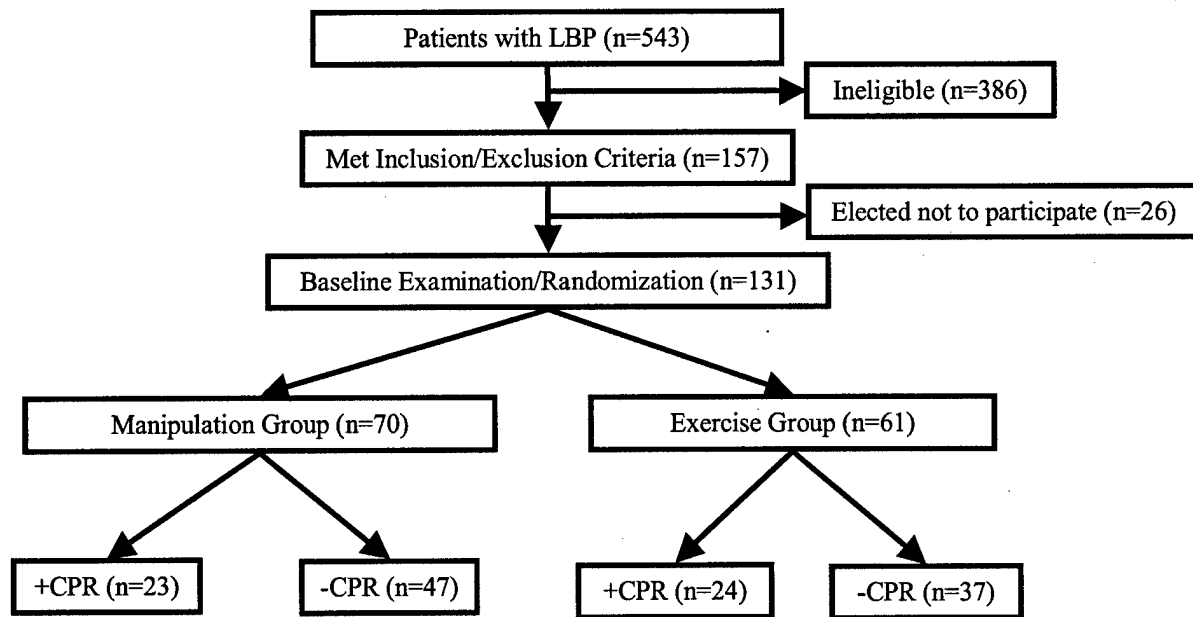 Patients with LBP (n=543)
Ineligible (n=386)
Met Inclusion/Exclusion Criteria (n=157)
Elected not to participate (n=26)
Baseline Examination/Randomization (n=131)
Manipulation Group (n=70)
Exercise Group (n=61)
+CPR (n=23)
-CPR (n=47)
+CPR (n=24)
-CPR (n=37)